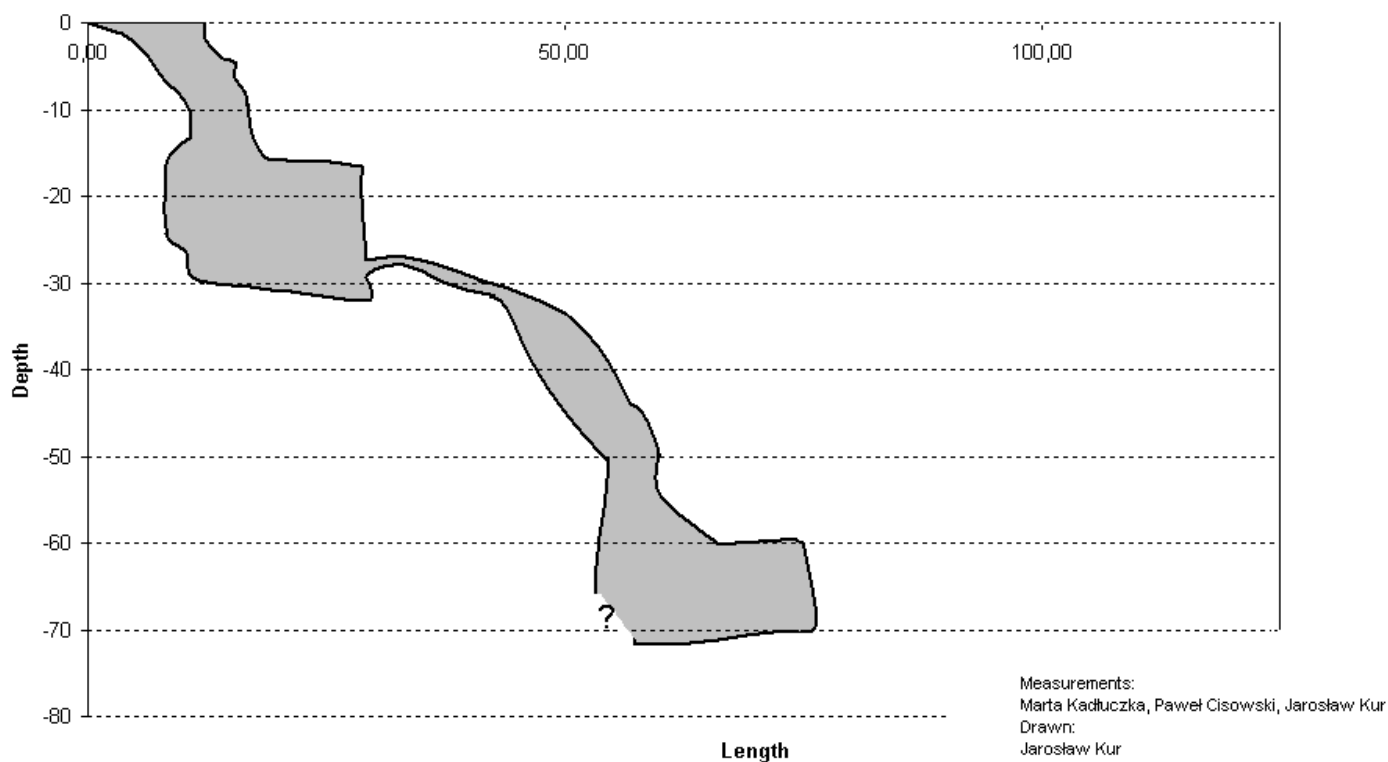 0
0,00
50,00
100,00
-10
-20
-30
-40
-50
-60
-70
-80
Depth
Length
?
Measurements:
Marta Kadłuczka, Paweł Cisowski, Jarosław Kur
Drawn:
Jarosław Kur